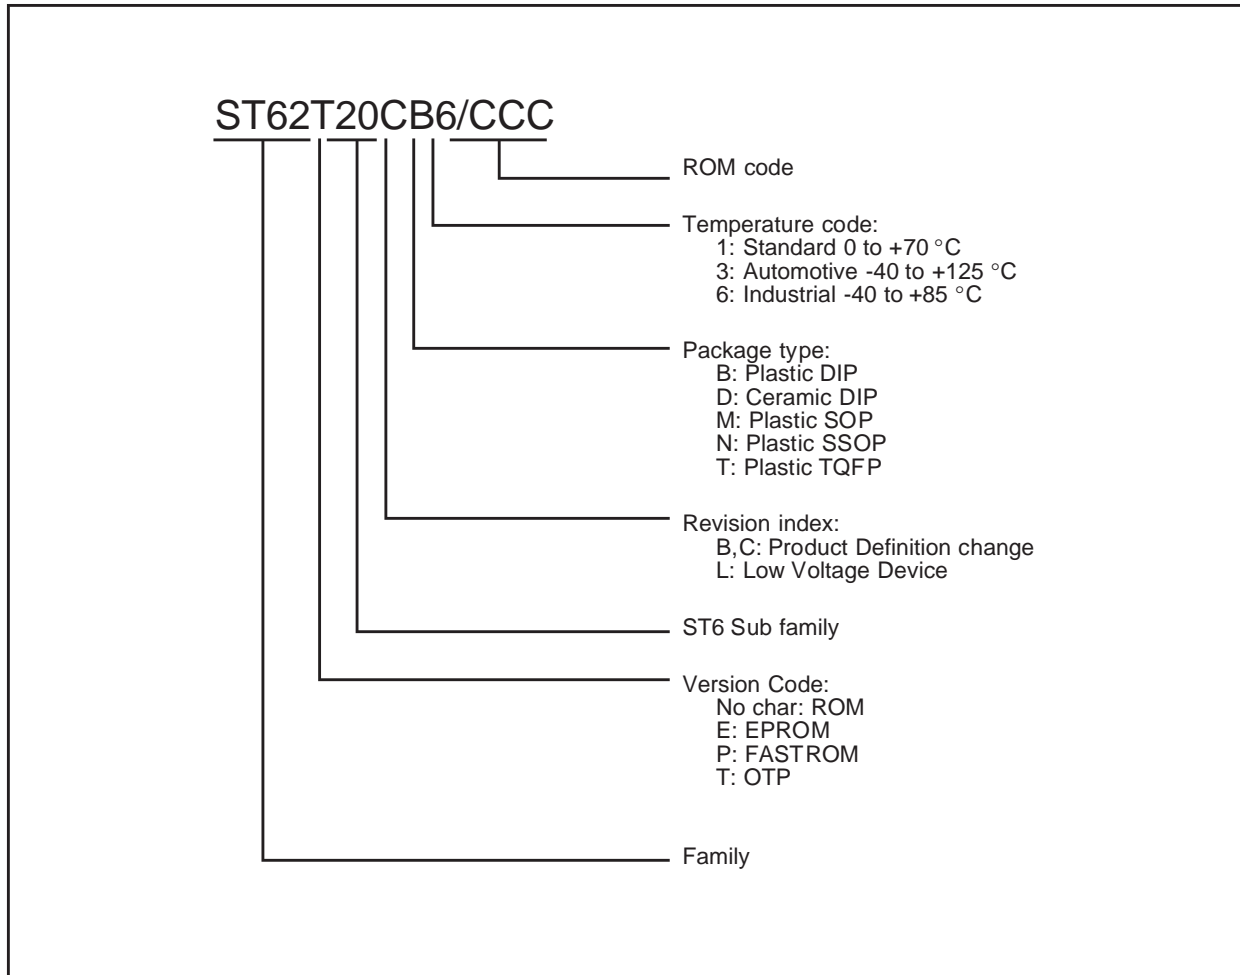 ST62T20CB6/CCC
ROM code
Temperature code:
1: Standard 0 to +70 °C
3: Automotive -40 to +125 °C
6: Industrial -40 to +85 °C
Package type:
B: Plastic DIP
D: Ceramic DIP
M: Plastic SOP
N: Plastic SSOP
T: Plastic TQFP
Revision index:
B,C: Product Definition change
L: Low Voltage Device
ST6 Sub family
Version Code:
No char: ROM
E: EPROM
P: FASTROM
T: OTP
Family